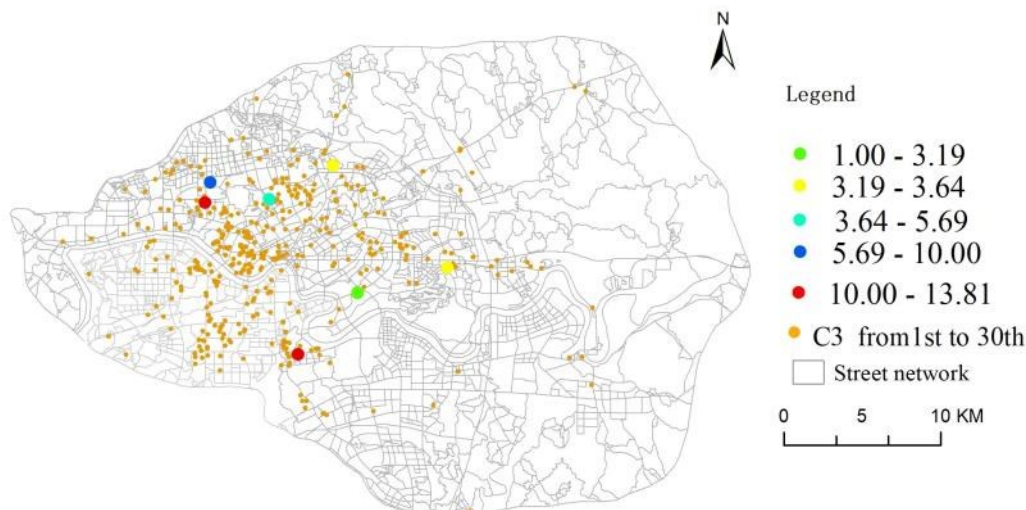 N
Legend
1.00 - 3.19
3.19 - 3.64
3.64 - 5.69
5.69 - 10.00
10.00 - 13.81
C3 from1st to 30th
Street network
0 5 10 KM